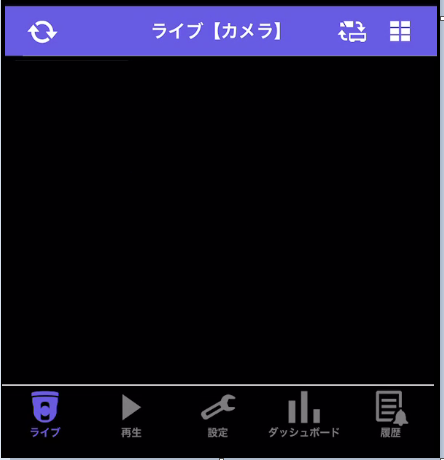 ライブ【カメラ】
ライブ
再生
設定
ダッシュボード
履歴